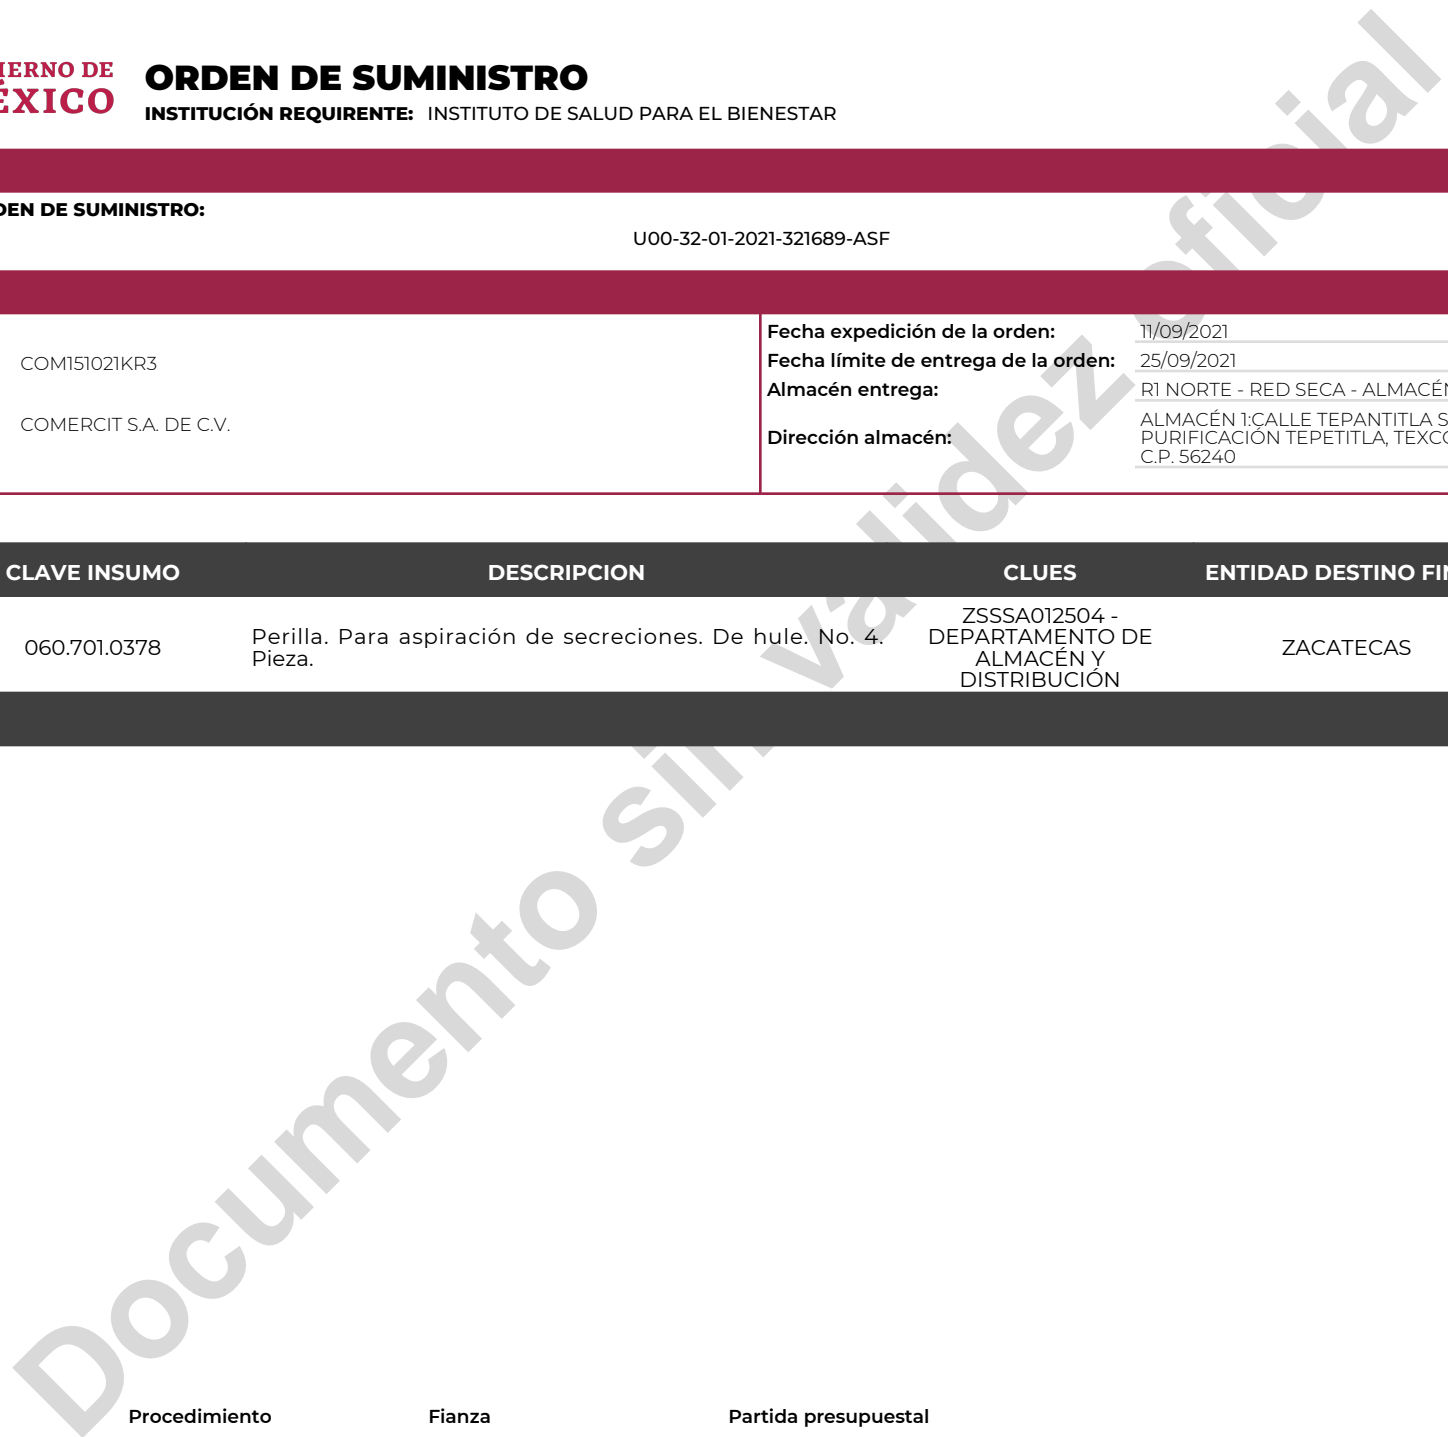 IERNO DE
ÉXICO
ORDEN DE SUMINISTRO
INSTITUCIÓN REQUIRENTE: INSTITUTO DE SALUD PARA EL BIENESTAR
DEN DE SUMINISTRO:
U00-32-01-2021-321689-ASF
COM151021KR3
COMERCIT S.A. DE C.V.
Fecha expedición de la orden: 11/09/2021
Fecha límite de entrega de la orden: 25/09/2021
Almacén entrega: R1 NORTE - RED SECA - ALMACÉN
Dirección almacén: ALMACÉN 1:CALLE TEPANTITLA S
PURIFICACIÓN TEPETITLA, TEXCO
C.P. 56240
CLAVE INSUMO DESCRIPCION CLUES ENTIDAD DESTINO FIN
060.701.0378
Perilla. Para aspiración de secreciones. De hule. No. 4.
Pieza.
ZSSSA012504 -
DEPARTAMENTO DE
ALMACÉN Y
DISTRIBUCIÓN
ZACATECAS
Documento sin validez oficial
Procedimiento Fianza Partida presupuestal